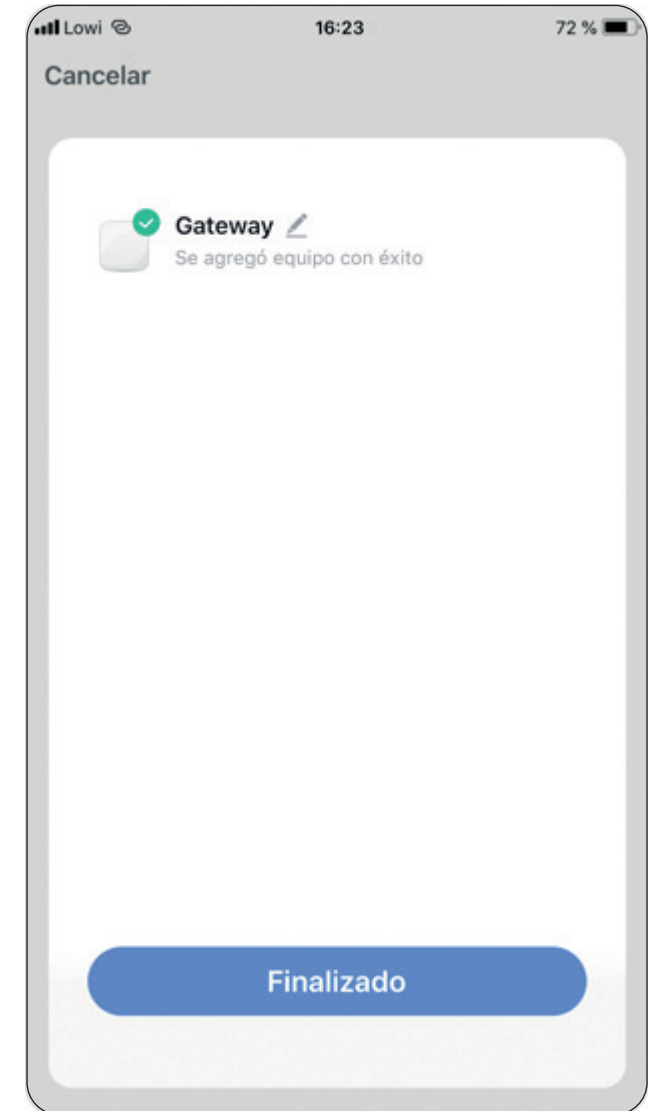 Lowi 16:23 72 %
Cancelar
Gateway
Se agregó equipo con éxito
Finalizado